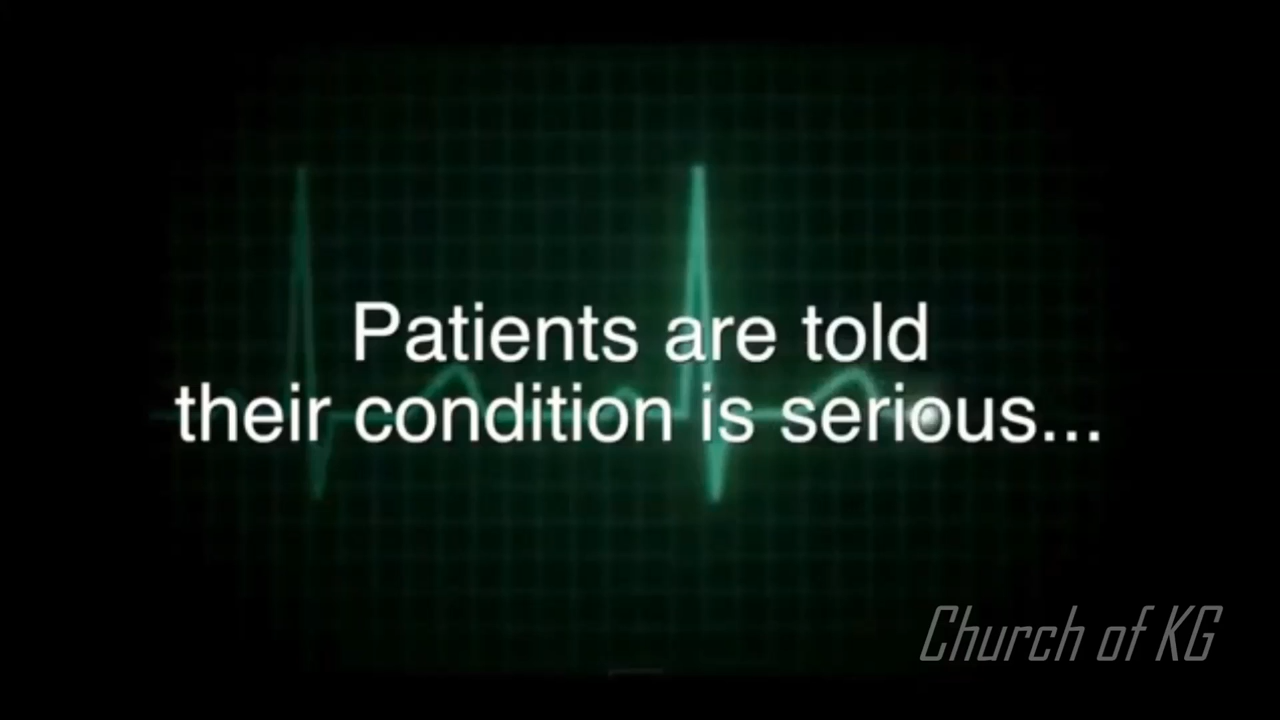 Patients are told
their condition is serious...
Church of KG